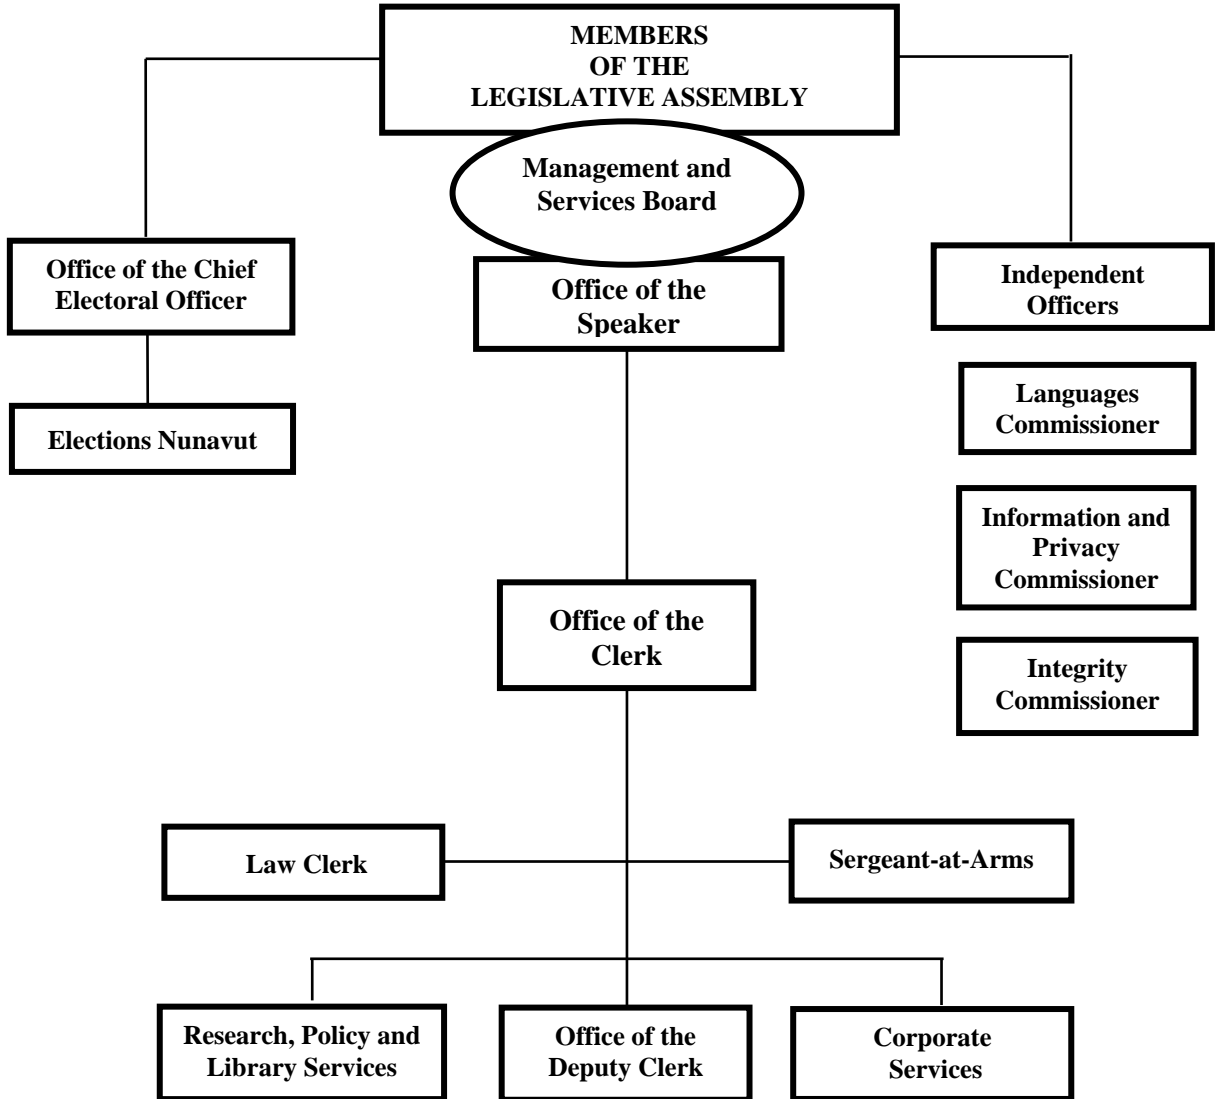 MEMBERS
OF THE
LEGISLATIVE ASSEMBLY
Management and
Services Board
Office of the Chief
Electoral Officer
Office of the
Speaker
Independent
Officers
Elections Nunavut
Languages
Commissioner
Information and
Privacy
Commissioner
Office of the
Clerk
Integrity
Commissioner
Law Clerk
Sergeant-at-Arms
Research, Policy and
Library Services
Office of the
Deputy Clerk
Corporate
Services